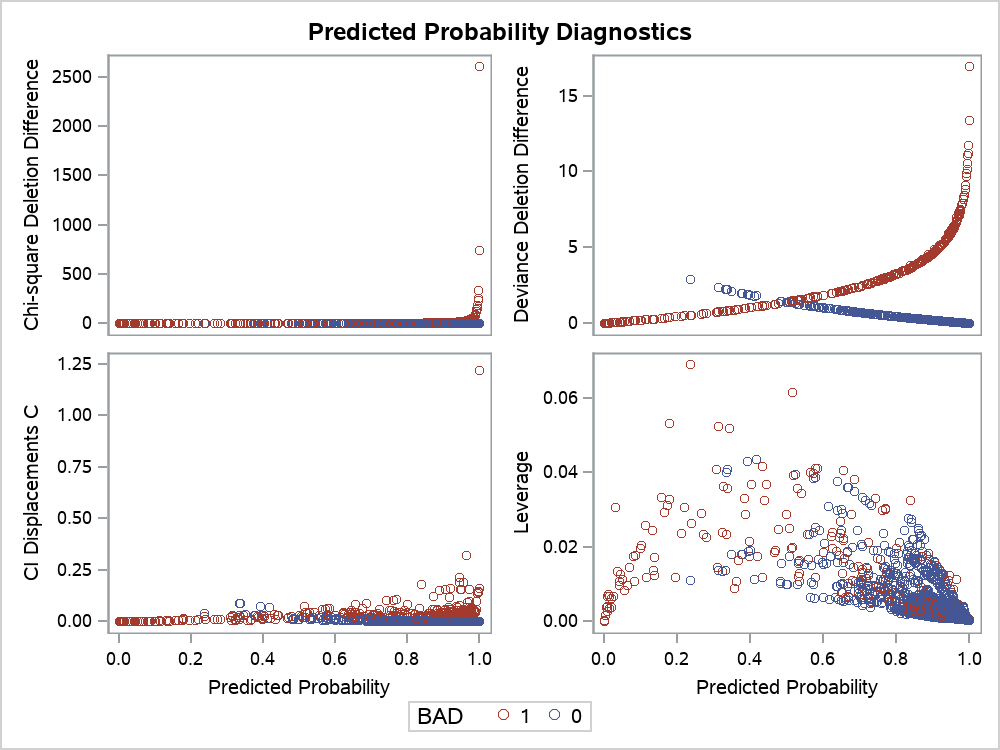 Predicted Probability Diagnostics
Chi-square Deletion Difference
2500
2000
1500
1000
500
0
Deviance Deletion Difference
15
10
5
0
CI Displacements C
1.25
1.00
0.75
0.50
0.25
0.00
0.0 0.2 0.4 0.6 0.8 1.0
Predicted Probability
Leverage
0.06
0.04
0.02
0.00
0.0 0.2 0.4 0.6 0.8 1.0
Predicted Probability
BAD 1 0